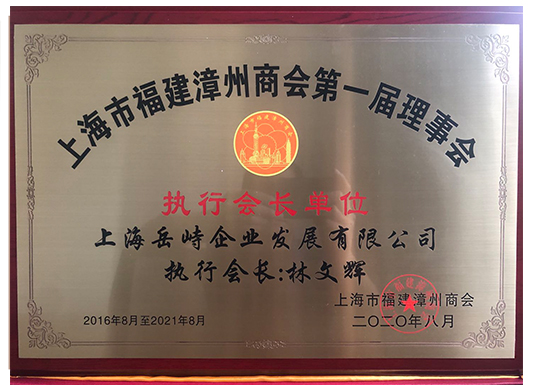 上海市福建漳州商会第一届理事会
执行会长单位
上海岳峙企业发展有限公司
执行会长:林文辉
上海市福建漳州商会
2016年8月至2021年8月
二〇二〇年八月